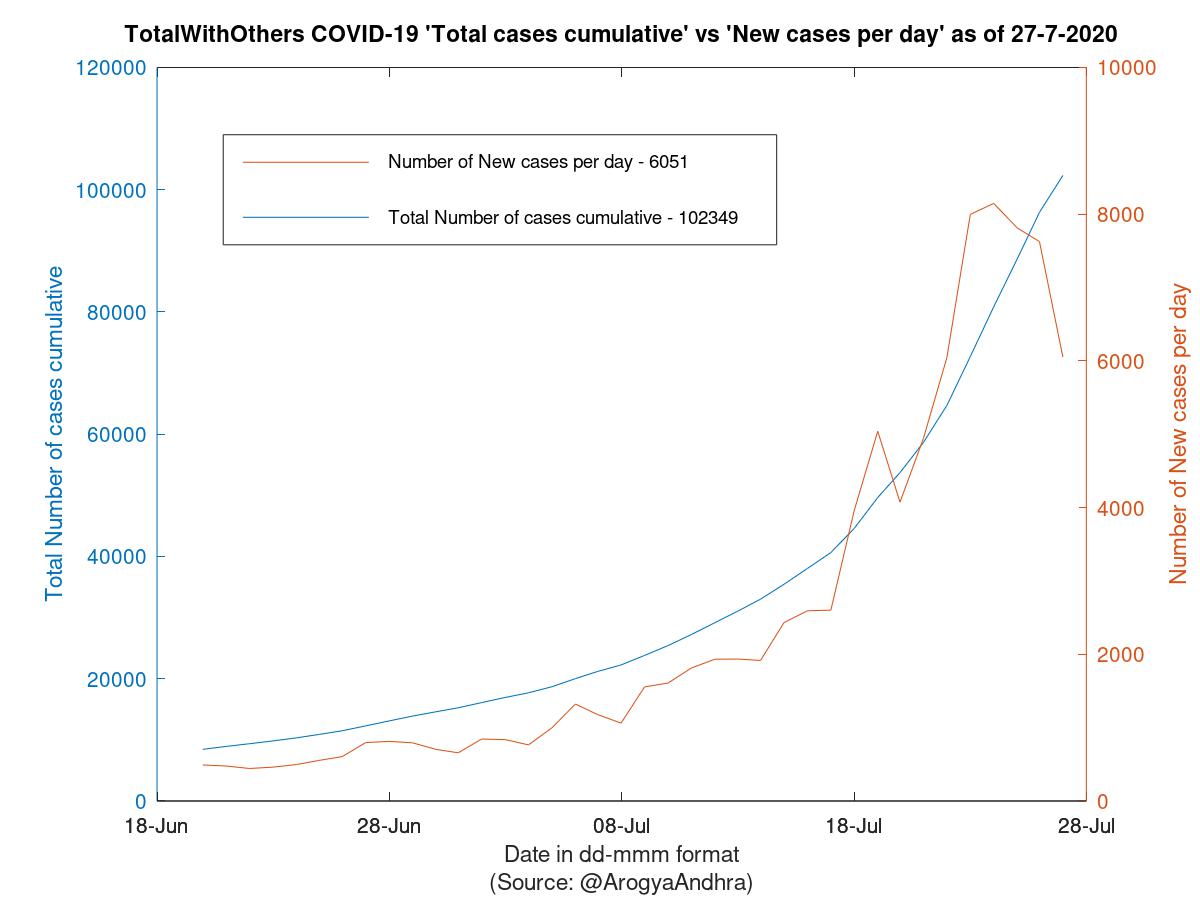 TotalWithOthers COVID-19 'Total cases cumulative' vs 'New cases per day' as of 27-7-2020
120000
100000
80000
60000
40000
20000
0
Total Number of cases cumulative
10000
8000
6000
4000
2000
0
Number of New cases per day
Number of New cases per day - 6051
Total Number of cases cumulative - 102349
18-Jun 28-Jun 08-Jul 18-Jul 28-Jul
Date in dd-mmm format
(Source: @ArogyaAndhra)